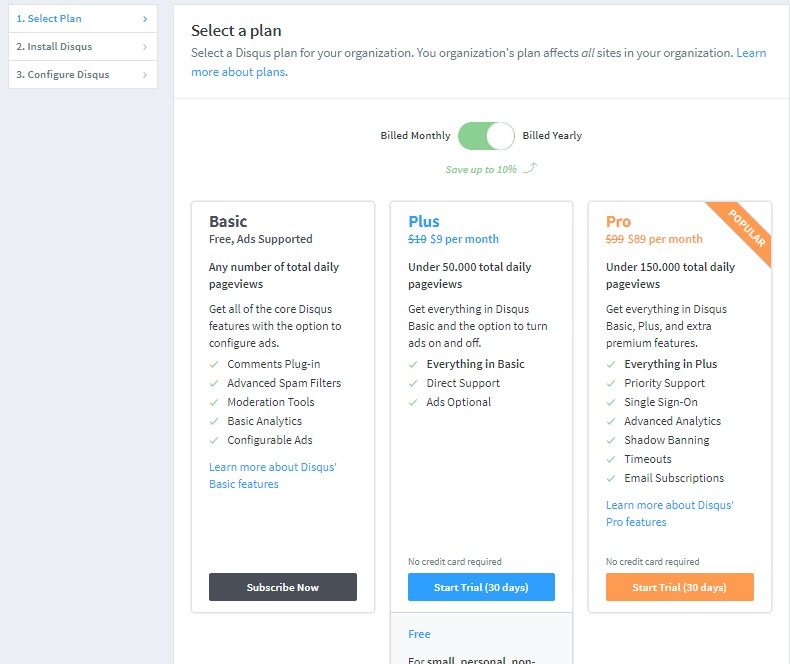 1. Select Plan
2. Install Disqus
3. Configure Disqus
Select a plan
Select a Disqus plan for your organization. You organization's plan affects all sites in your organization. Learn
more about plans.
Billed Monthly
Billed Yearly
Save up to 10%
Basic
Free, Ads Supported
Any number of total daily
pageviews
Get all of the core Disqus
features with the option to
configure ads.
Comments Plug-in
Advanced Spam Filters
Moderation Tools
Basic Analytics
Configurable Ads
Learn more about Disqus'
Basic features
Subscribe Now
Plus
$10 $9 per month
Under 50.000 total daily
pageviews
Get everything in Disqus
Basic and the option to turn
ads on and off.
Everything in Basic
Direct Support
Ads Optional
No credit card required
Start Trial (30 days)
Free
For small, personal, non-
Pro
$99 $89 per month
POPULAR
Under 150.000 total daily
pageviews
Get everything in Disqus
Basic, Plus, and extra
premium features.
Everything in Plus
Priority Support
Single Sign-On
Advanced Analytics
Shadow Banning
Timeouts
Email Subscriptions
Learn more about Disqus'
Pro features
No credit card required
Start Trial (30 days)